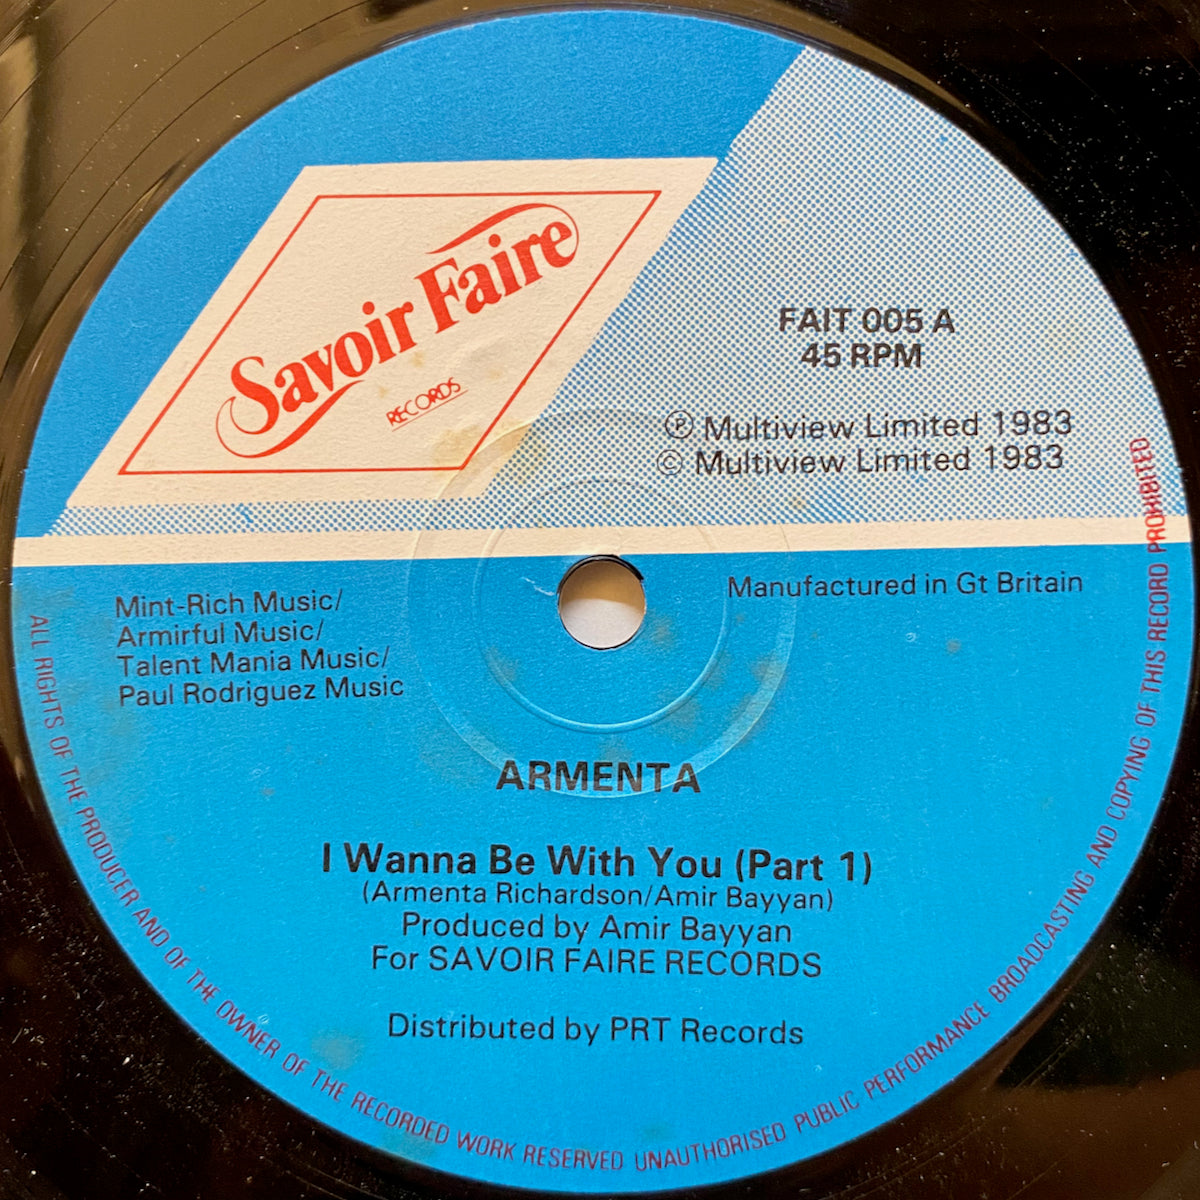 Savoir Faire
RECORDS
FAIT 005 A
45 RPM
℗ Multiview Limited 1983
© Multiview Limited 1983
Mint-Rich Music/
Armirful Music/
Talent Mania Music/
Paul Rodriguez Music
Manufactured in Gt Britain
ARMENTA
I Wanna Be With You (Part 1)
(Armenta Richardson/Amir Bayyan)
Produced by Amir Bayyan
For SAVOIR FAIRE RECORDS
Distributed by PRT Records
ALL RIGHTS OF THE PRODUCER AND OF THE OWNER OF THE RECORDED WORK RESERVED UNAUTHORISED PUBLIC PERFORMANCE BROADCASTING AND COPYING OF THIS RECORD PROHIBITED